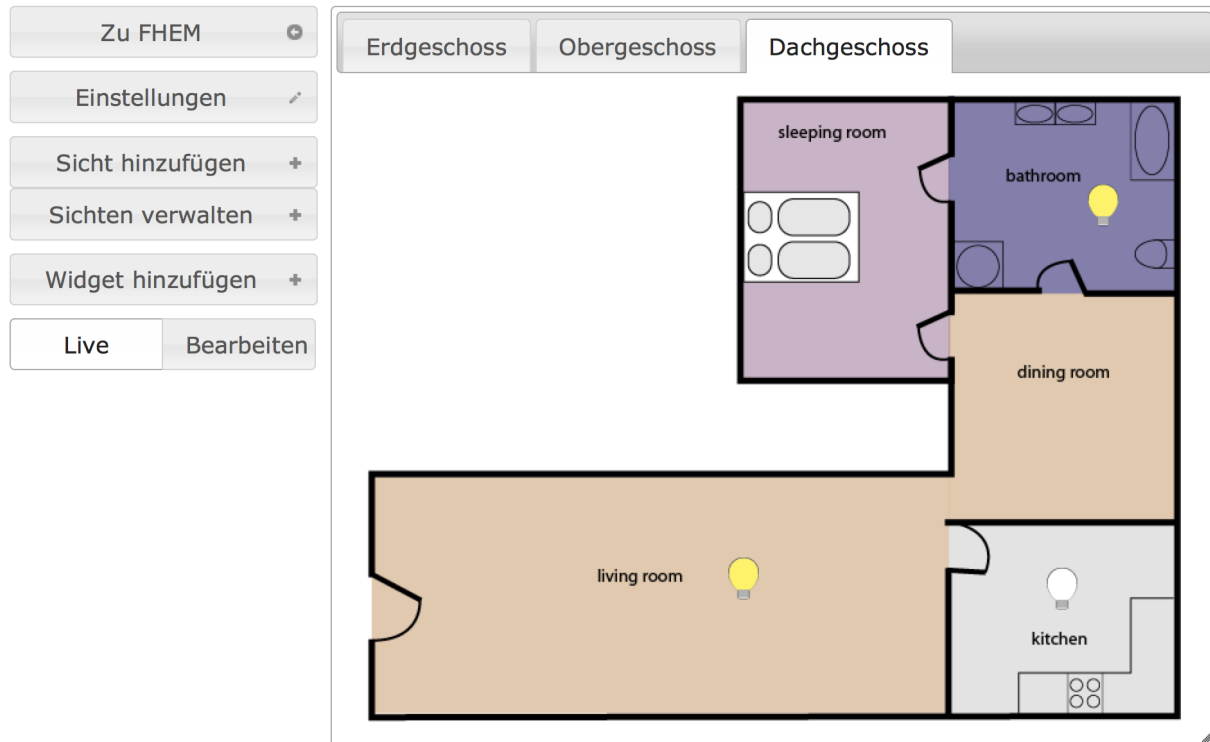 Zu FHEM
Einstellungen
Sicht hinzufügen
Sichten verwalten
Widget hinzufügen
Live Bearbeiten
Erdgeschoss Obergeschoss Dachgeschoss
sleeping room
bathroom
dining room
living room
kitchen